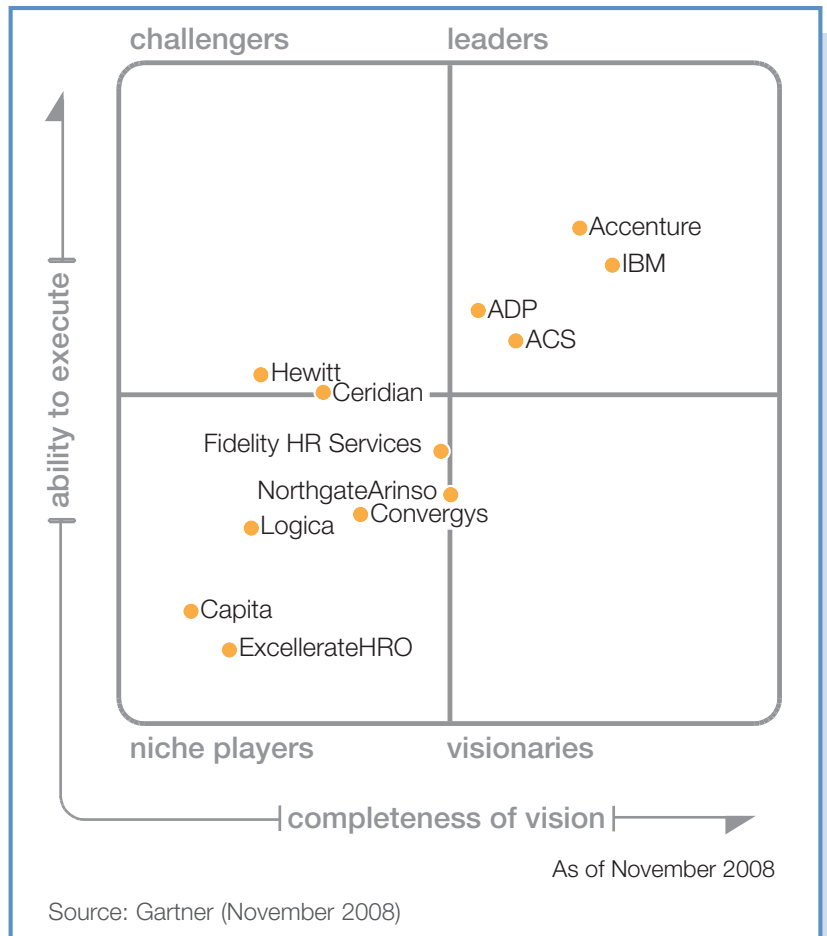 challengers
leaders
ability to execute
Accenture
IBM
ADP
ACS
Hewitt
Ceridian
Fidelity HR Services
NorthgateArinso
Convergys
Logica
Capita
ExcellerateHRO
niche players
visionaries
completeness of vision
As of November 2008
Source: Gartner (November 2008)